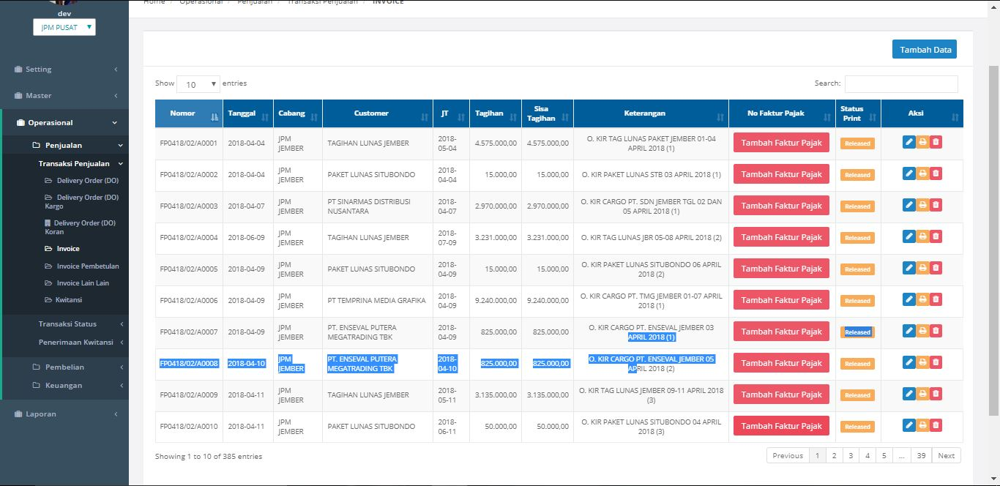 Home / Operasional / Penjualan / Transaksi Penjualan / INVOICE
dev
JPM PUSAT
Setting
Master
Operasional
Penjualan
Transaksi Penjualan
Delivery Order (DO)
Delivery Order (DO)
Kargo
Delivery Order (DO)
Koran
Invoice
Invoice Pembetulan
Invoice Lain Lain
Kwitansi
Transaksi Status
Penerimaan Kwitansi
Pembelian
Keuangan
Laporan
Tambah Data
Show 10 entries Search:
Nomor Tanggal Cabang Customer JT Tagihan Sisa Tagihan Keterangan No Faktur Pajak Status Print Aksi
FP0418/02/A0001 2018-04-04 JPM JEMBER TAGIHAN LUNAS JEMBER 2018-05-04 4.575.000,00 4.575.000,00 O. KIR TAG LUNAS PAKET JEMBER 01-04 APRIL 2018 (1) Tambah Faktur Pajak Released
FP0418/02/A0002 2018-04-04 JPM JEMBER PAKET LUNAS SITUBONDO 2018-04-04 15.000,00 15.000,00 O. KIR PAKET LUNAS STB 03 APRIL 2018 (1) Tambah Faktur Pajak Released
FP0418/02/A0003 2018-04-07 JPM JEMBER PT SINARMAS DISTRIBUSI NUSANTARA 2018-04-07 2.970.000,00 2.970.000,00 O. KIR CARGO PT. SDN JEMBER TGL 02 DAN 05 APRIL 2018 (1) Tambah Faktur Pajak Released
FP0418/02/A0004 2018-06-09 JPM JEMBER TAGIHAN LUNAS JEMBER 2018-07-09 3.231.000,00 3.231.000,00 O. KIR TAG LUNAS JBR 05-08 APRIL 2018 (2) Tambah Faktur Pajak Released
FP0418/02/A0005 2018-04-09 JPM JEMBER PAKET LUNAS SITUBONDO 2018-04-09 15.000,00 15.000,00 O. KIR PAKET LUNAS SITUBONDO 06 APRIL 2018 (2) Tambah Faktur Pajak Released
FP0418/02/A0006 2018-04-09 JPM JEMBER PT TEMPRINA MEDIA GRAFIKA 2018-04-09 9.240.000,00 9.240.000,00 O. KIR CARGO PT. TMG JEMBER 01-07 APRIL 2018 (1) Tambah Faktur Pajak Released
FP0418/02/A0007 2018-04-09 JPM JEMBER PT. ENSEVAL PUTERA MEGATRADING TBK 2018-04-09 825.000,00 825.000,00 O. KIR CARGO PT. ENSEVAL JEMBER 03 APRIL 2018 (1) Tambah Faktur Pajak Released
FP0418/02/A0008 2018-04-10 JPM JEMBER PT. ENSEVAL PUTERA MEGATRADING TBK 2018-04-10 825.000,00 825.000,00 O. KIR CARGO PT. ENSEVAL JEMBER 05 APRIL 2018 (2) Tambah Faktur Pajak Released
FP0418/02/A0009 2018-04-11 JPM JEMBER TAGIHAN LUNAS JEMBER 2018-05-11 3.135.000,00 3.135.000,00 O. KIR TAG LUNAS JEMBER 09-11 APRIL 2018 (3) Tambah Faktur Pajak Released
FP0418/02/A0010 2018-04-11 JPM JEMBER PAKET LUNAS SITUBONDO 2018-06-11 50.000,00 50.000,00 O. KIR PAKET LUNAS SITUBONDO 04 APRIL 2018 (3) Tambah Faktur Pajak Released
Showing 1 to 10 of 385 entries
Previous 1 2 3 4 5 ... 39 Next